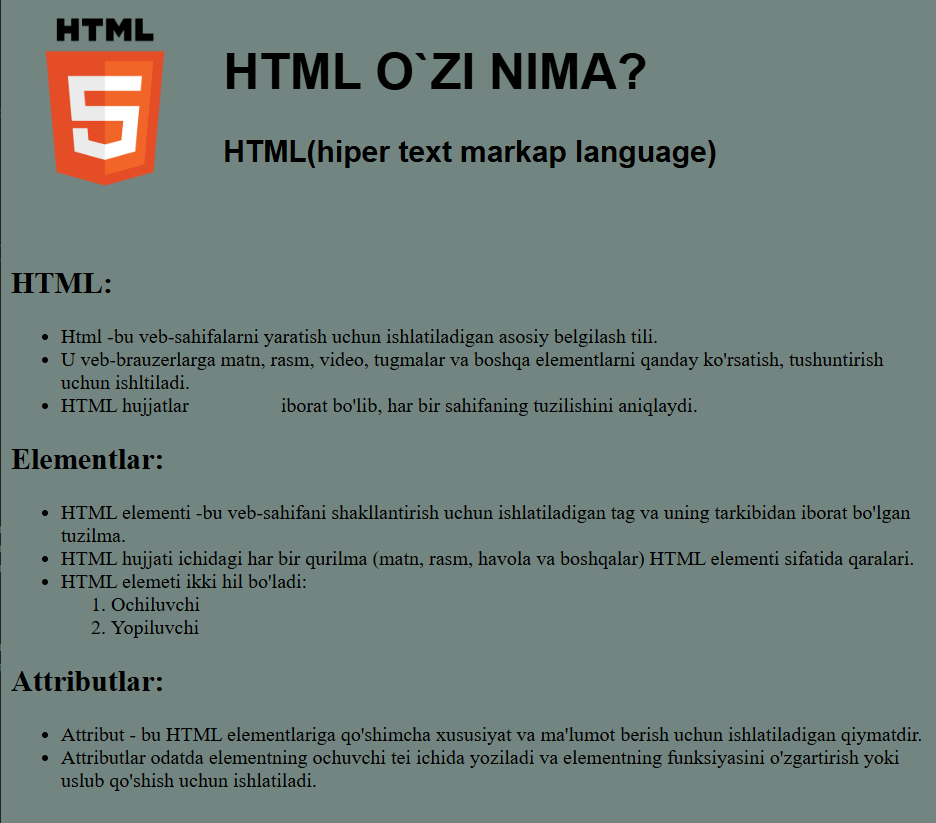 HTML
5
HTML O`ZI NIMA?
HTML(hiper text markap language)
HTML:
• Html -bu veb-sahifalarni yaratish uchun ishlatiladigan asosiy belgilash tili.
• U veb-brauzerlarga matn, rasm, video, tugmalar va boshqa elementlarni qanday ko'rsatish, tushuntirish
uchun ishltiladi.
• HTML hujjatlar iborat bo'lib, har bir sahifaning tuzilishini aniqlaydi.
Elementlar:
• HTML elementi -bu veb-sahifani shakllantirish uchun ishlatiladigan tag va uning tarkibidan iborat bo'lgan
tuzilma.
• HTML hujjati ichidagi har bir qurilma (matn, rasm, havola va boshqalar) HTML elementi sifatida qaralari.
• HTML elemeti ikki hil bo'ladi:
1. Ochiluvchi
2. Yopiluvchi
Attributlar:
• Attribut - bu HTML elementlariga qo'shimcha xususiyat va ma'lumot berish uchun ishlatiladigan qiymatdir.
• Attributlar odatda elementning ochuvchi tei ichida yoziladi va elementning funksiyasini o'zgartirish yoki
uslub qo'shish uchun ishlatiladi.